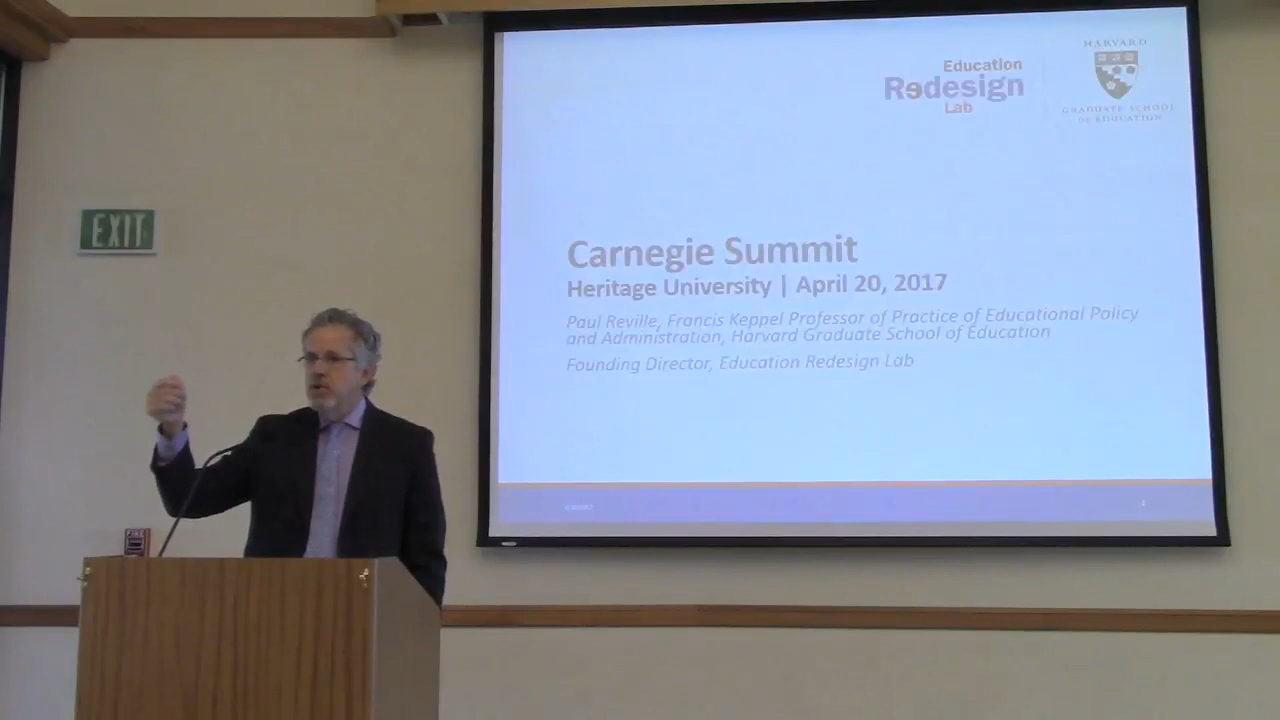 Education
Redesign
Lab
HARVARD
GRADUATE SCHOOL
OF EDUCATION
EXIT
Carnegie Summit
Heritage University | April 20, 2017
Paul Reville, Francis Keppel Professor of Practice of Educational Policy
and Administration, Harvard Graduate School of Education
Founding Director, Education Redesign Lab
FIRE